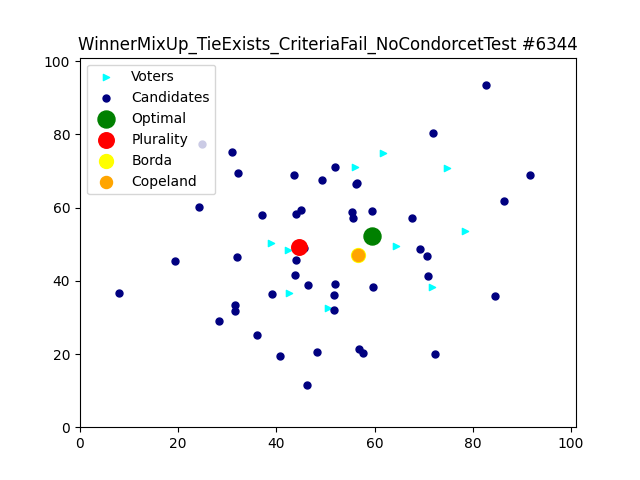 WinnerMixUp_TieExists_CriteriaFail_NoCondorcetTest #6344
100
80
60
40
20
0
Voters
Candidates
Optimal
Plurality
Borda
Copeland
0 20 40 60 80 100